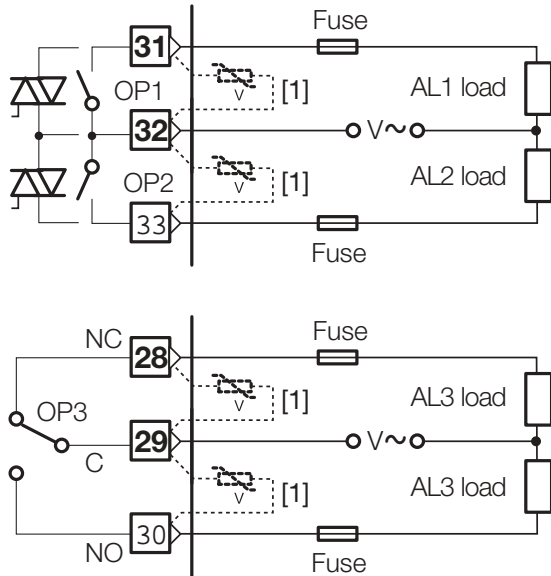 Fuse
31
OP1
V
[1]
AL1 load
32
V~
V
[1]
OP2
AL2 load
33
Fuse
NC
Fuse
28
V
[1]
AL3 load
OP3
29
V~
C
V
[1]
AL3 load
30
NO
Fuse